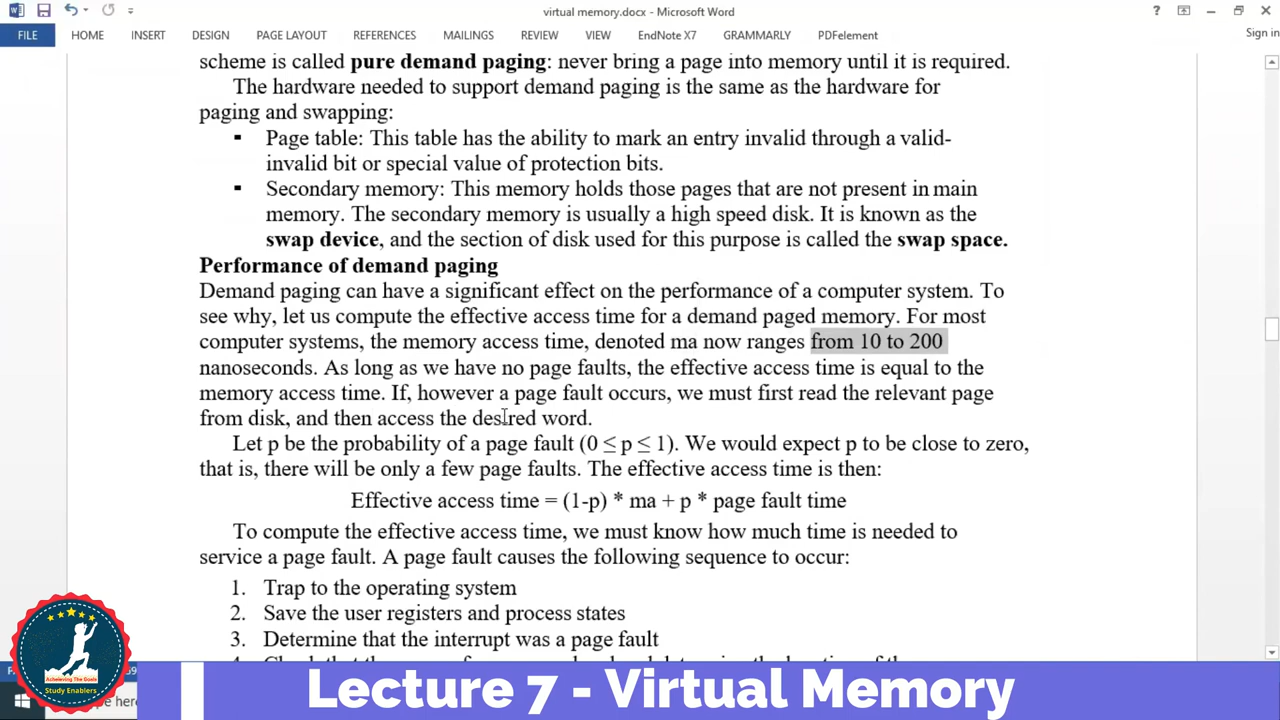 virtual memory.docx - Microsoft Word
Sign in
FILE HOME INSERT DESIGN PAGE LAYOUT REFERENCES MAILINGS REVIEW VIEW EndNote X7 GRAMMARLY PDFelement
scheme is called pure demand paging: never bring a page into memory until it is required.
The hardware needed to support demand paging is the same as the hardware for
paging and swapping:
▪ Page table: This table has the ability to mark an entry invalid through a valid-
invalid bit or special value of protection bits.
▪ Secondary memory: This memory holds those pages that are not present in main
memory. The secondary memory is usually a high speed disk. It is known as the
swap device, and the section of disk used for this purpose is called the swap space.
Performance of demand paging
Demand paging can have a significant effect on the performance of a computer system. To
see why, let us compute the effective access time for a demand paged memory. For most
computer systems, the memory access time, denoted ma now ranges from 10 to 200
nanoseconds. As long as we have no page faults, the effective access time is equal to the
memory access time. If, however a page fault occurs, we must first read the relevant page
from disk, and then access the desired word.
Let p be the probability of a page fault (0 ≤ p ≤ 1). We would expect p to be close to zero,
that is, there will be only a few page faults. The effective access time is then:
Effective access time = (1-p) * ma + p * page fault time
To compute the effective access time, we must know how much time is needed to
service a page fault. A page fault causes the following sequence to occur:
1. Trap to the operating system
2. Save the user registers and process states
3. Determine that the interrupt was a page fault
Achieveing The Goals
Study Enablers
here
Lecture 7 - Virtual Memory